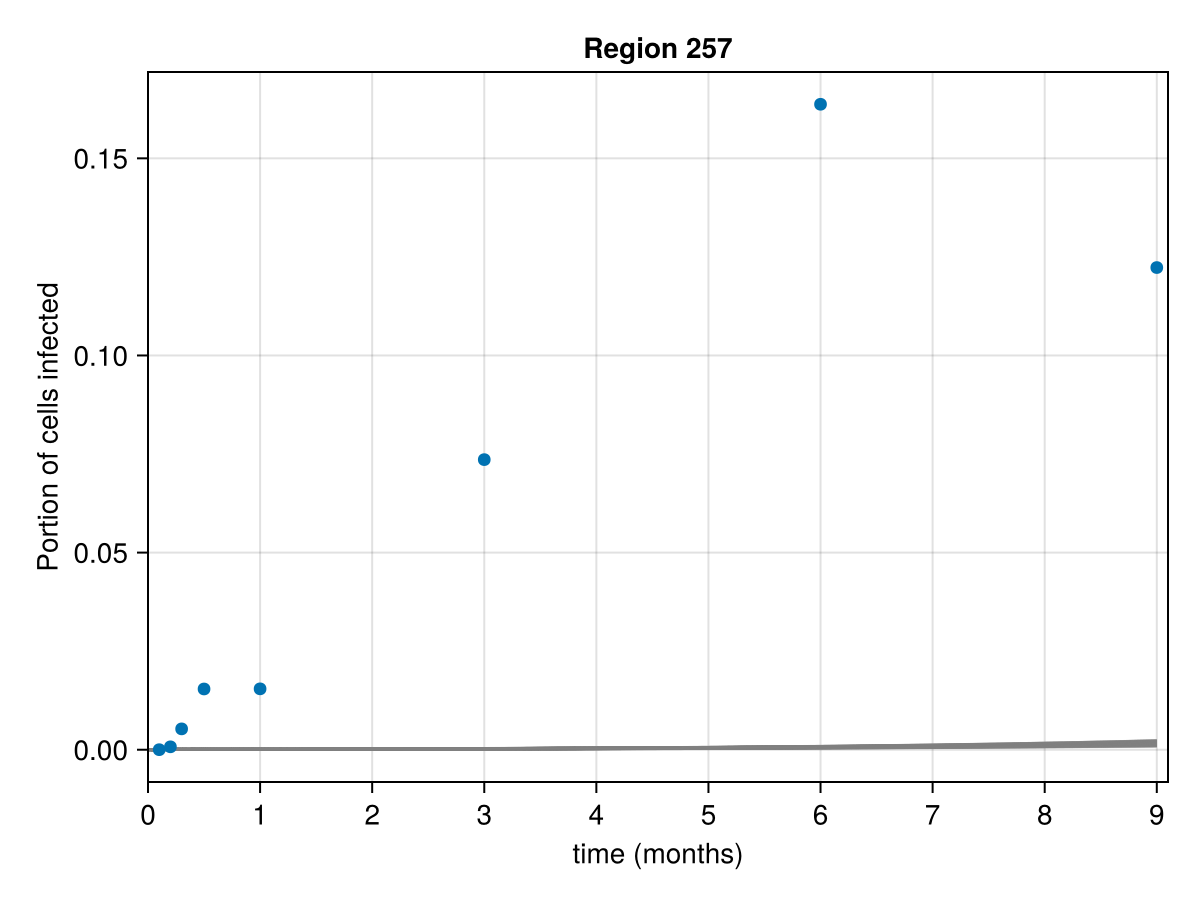 Region 257
Portion of cells infected
0.15
0.10
0.05
0.00
0 1 2 3 4 5 6 7 8 9
time (months)